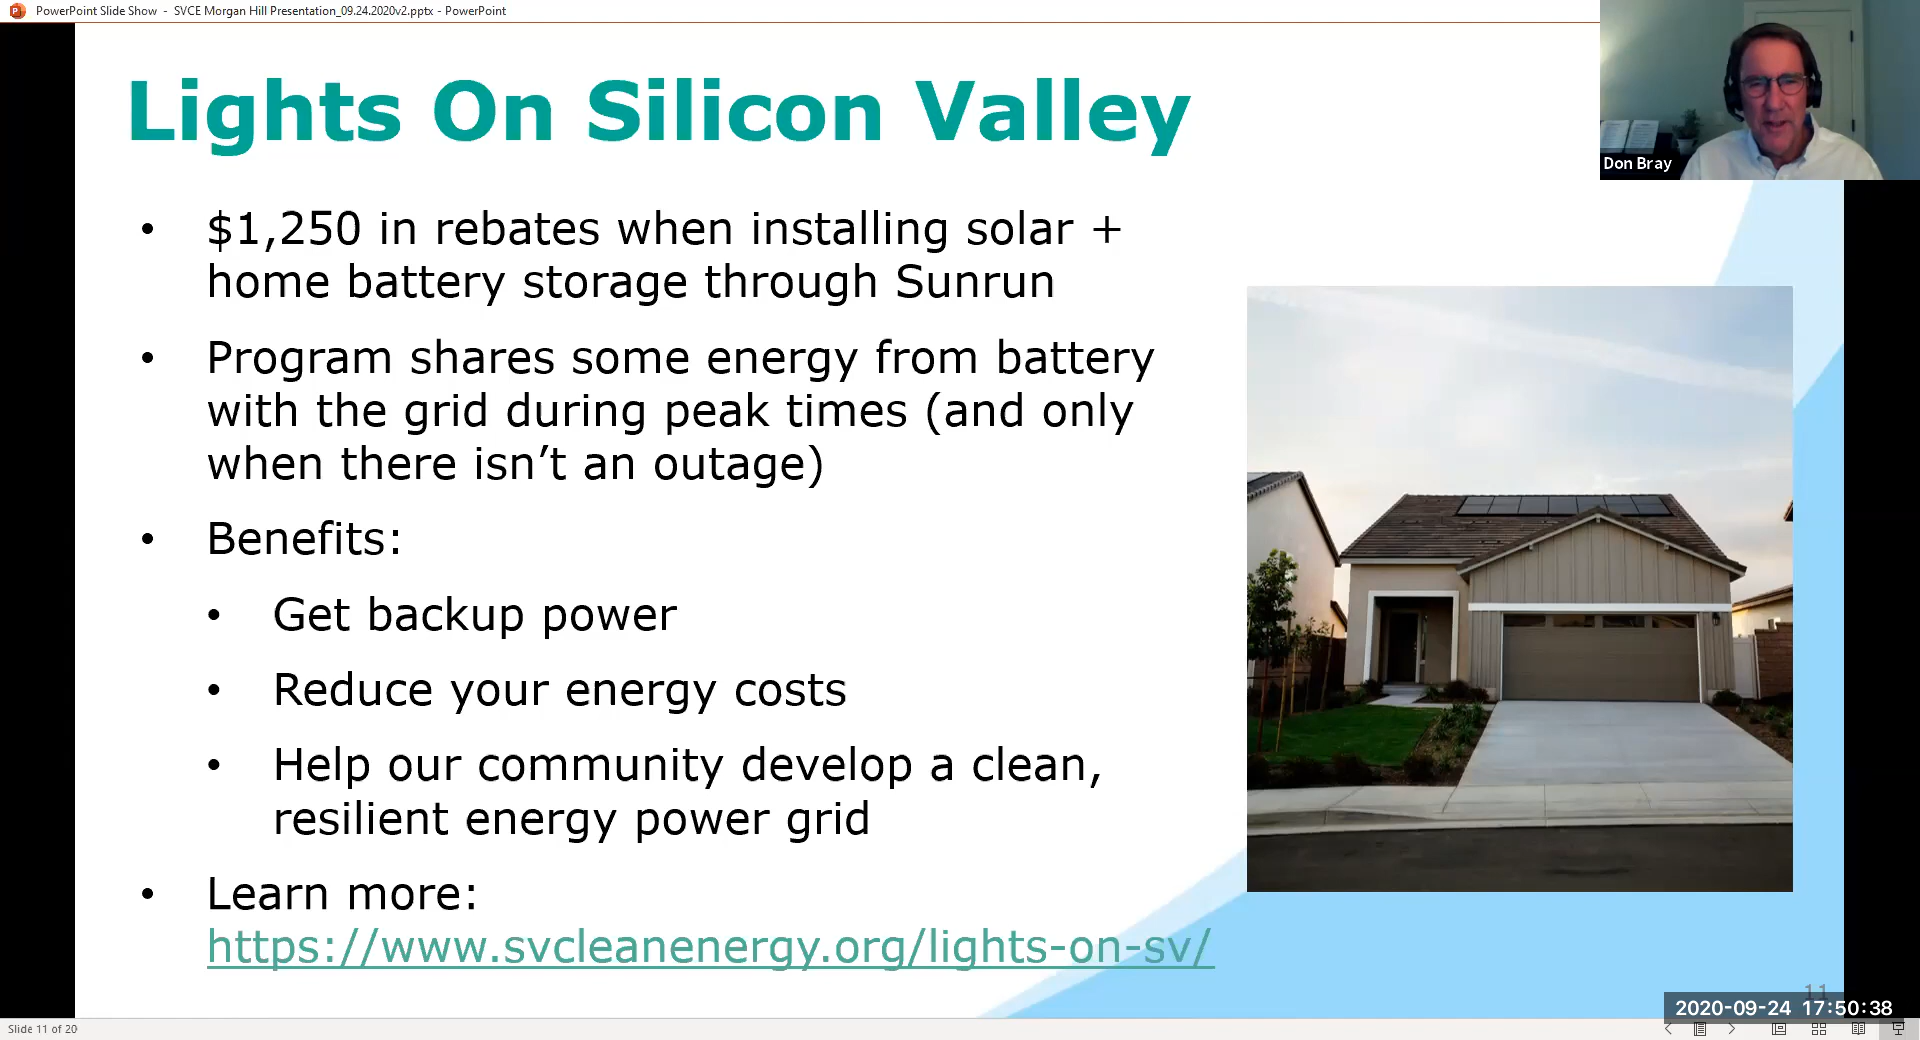 PowerPoint Slide Show - SVCE Morgan Hill Presentation_09.24.2020v2.pptx - PowerPoint
Don Bray
Lights On Silicon Valley
• $1,250 in rebates when installing solar +
home battery storage through Sunrun
• Program shares some energy from battery
with the grid during peak times (and only
when there isn’t an outage)
• Benefits:
• Get backup power
• Reduce your energy costs
• Help our community develop a clean,
resilient energy power grid
• Learn more:
https://www.svcleanenergy.org/lights-on-sv/
11
2020-09-24 17:50:38
Slide 11 of 20